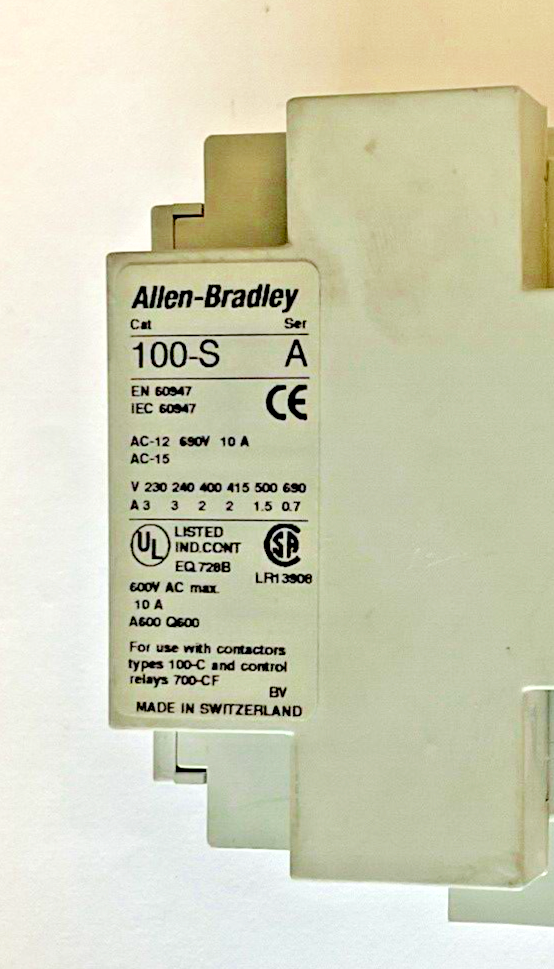 Allen-Bradley
Cat Ser
100-S A
EN 60947
IEC 60947
CE
AC-12 690V 10 A
AC-15
V 230 240 400 415 500 690
A 3 3 2 2 1.5 0.7
UL LISTED
IND.CONT
EQ.728B
SA
LR13908
600V AC max.
10 A
A600 Q600
For use with contactors
types 100-C and control
relays 700-CF
BV
MADE IN SWITZERLAND